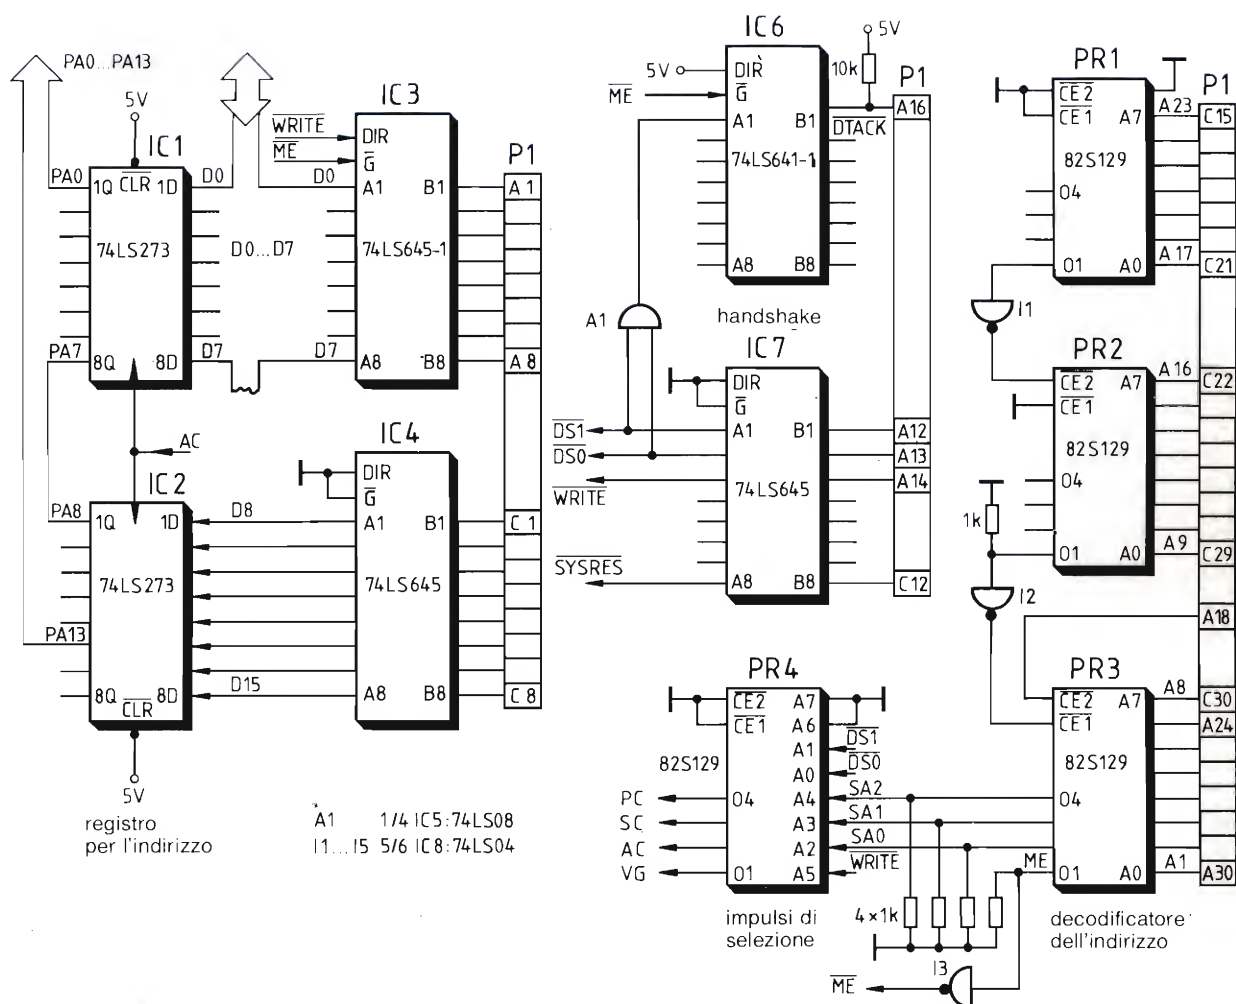 PA0...PA13
5V
IC1
PA0
1Q
CLR
1D
D0
74LS273
D0...D7
PA7
8Q
8D
D7
AC
IC2
PA8
1Q
1D
D8
74LS273
PA13
8Q
CLR
8D
D15
5V
registro
per l'indirizzo
IC3
WRITE
ME
DIR
G
D0
A1
B1
74LS645-1
D7
A8
B8
P1
A1
A8
IC4
DIR
G
A1
B1
74LS645
A8
B8
C1
C8
A1 1/4 IC5:74LS08
I1...I5 5/6 IC8:74LS04
IC6
5V
5V
DIR
10k
ME
G
A1
B1
DTACK
P1
A16
74LS641-1
A8
B8
A1
handshake
IC7
DIR
G
DS1
A1
B1
A12
DS0
A13
WRITE
74LS645
A14
SYSRES
A8
B8
C12
PR4
CE2
A7
CE1
A6
A1
DS1
82S129
A0
DS0
PC
O4
A4
SA2
SC
A3
SA1
AC
A2
SA0
VG
O1
A5
WRITE
impulsi di
selezione
4×1k
ME
I3
ME
PR1
CE2
CE1
A7
A23
P1
C15
82S129
O4
A17
O1
A0
C21
I1
PR2
CE2
A7
A16
C22
CE1
82S129
O4
1k
A9
O1
A0
C29
I2
A18
PR3
CE2
A7
A8
C30
CE1
A24
82S129
O4
O1
A0
A1
A30
decodificatore
dell'indirizzo